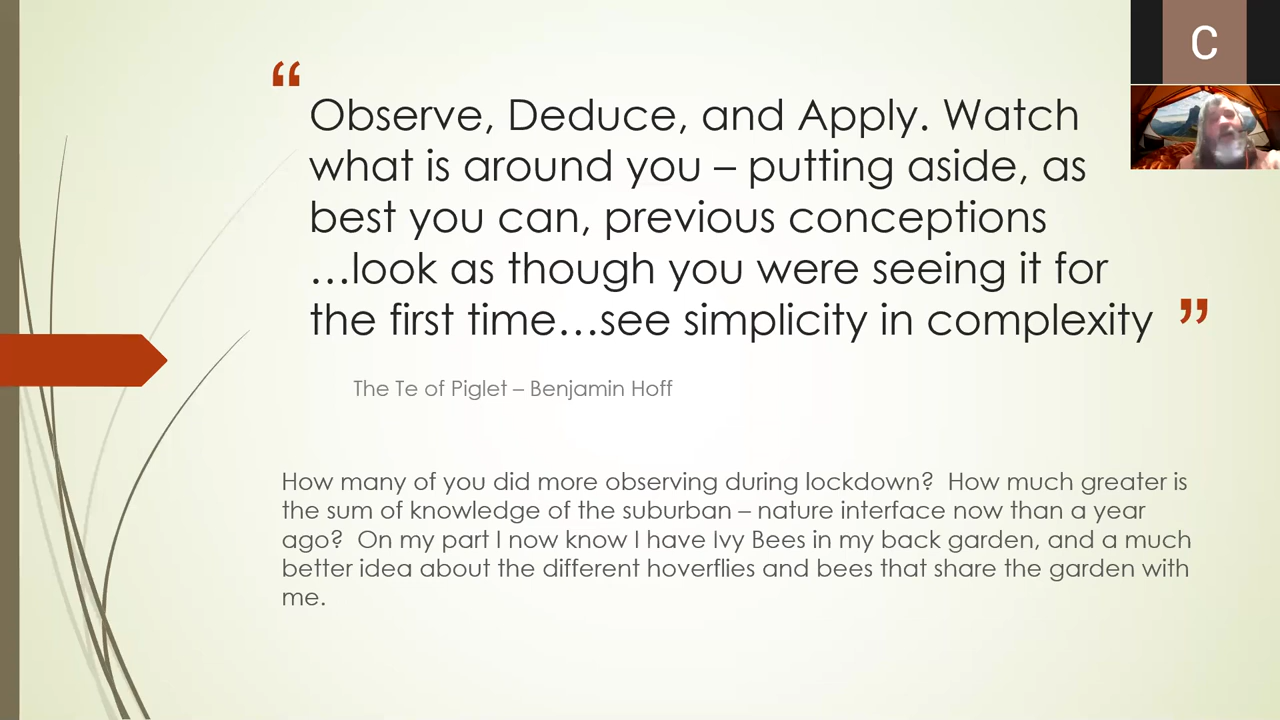 C
“
Observe, Deduce, and Apply. Watch
what is around you – putting aside, as
best you can, previous conceptions
…look as though you were seeing it for
the first time…see simplicity in complexity ”
The Te of Piglet – Benjamin Hoff
How many of you did more observing during lockdown?  How much greater is
the sum of knowledge of the suburban – nature interface now than a year
ago?  On my part I now know I have Ivy Bees in my back garden, and a much
better idea about the different hoverflies and bees that share the garden with
me.